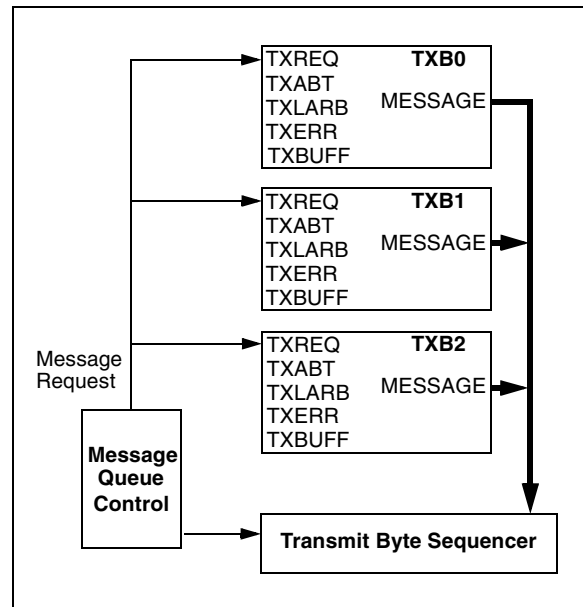 TXREQ TXB0
TXABT
MESSAGE
TXLARB
TXERR
TXBUFF
TXREQ TXB1
TXABT
MESSAGE
TXLARB
TXERR
TXBUFF
TXREQ TXB2
TXABT
MESSAGE
TXLARB
TXERR
TXBUFF
Message
Request
Message
Queue
Control
Transmit Byte Sequencer